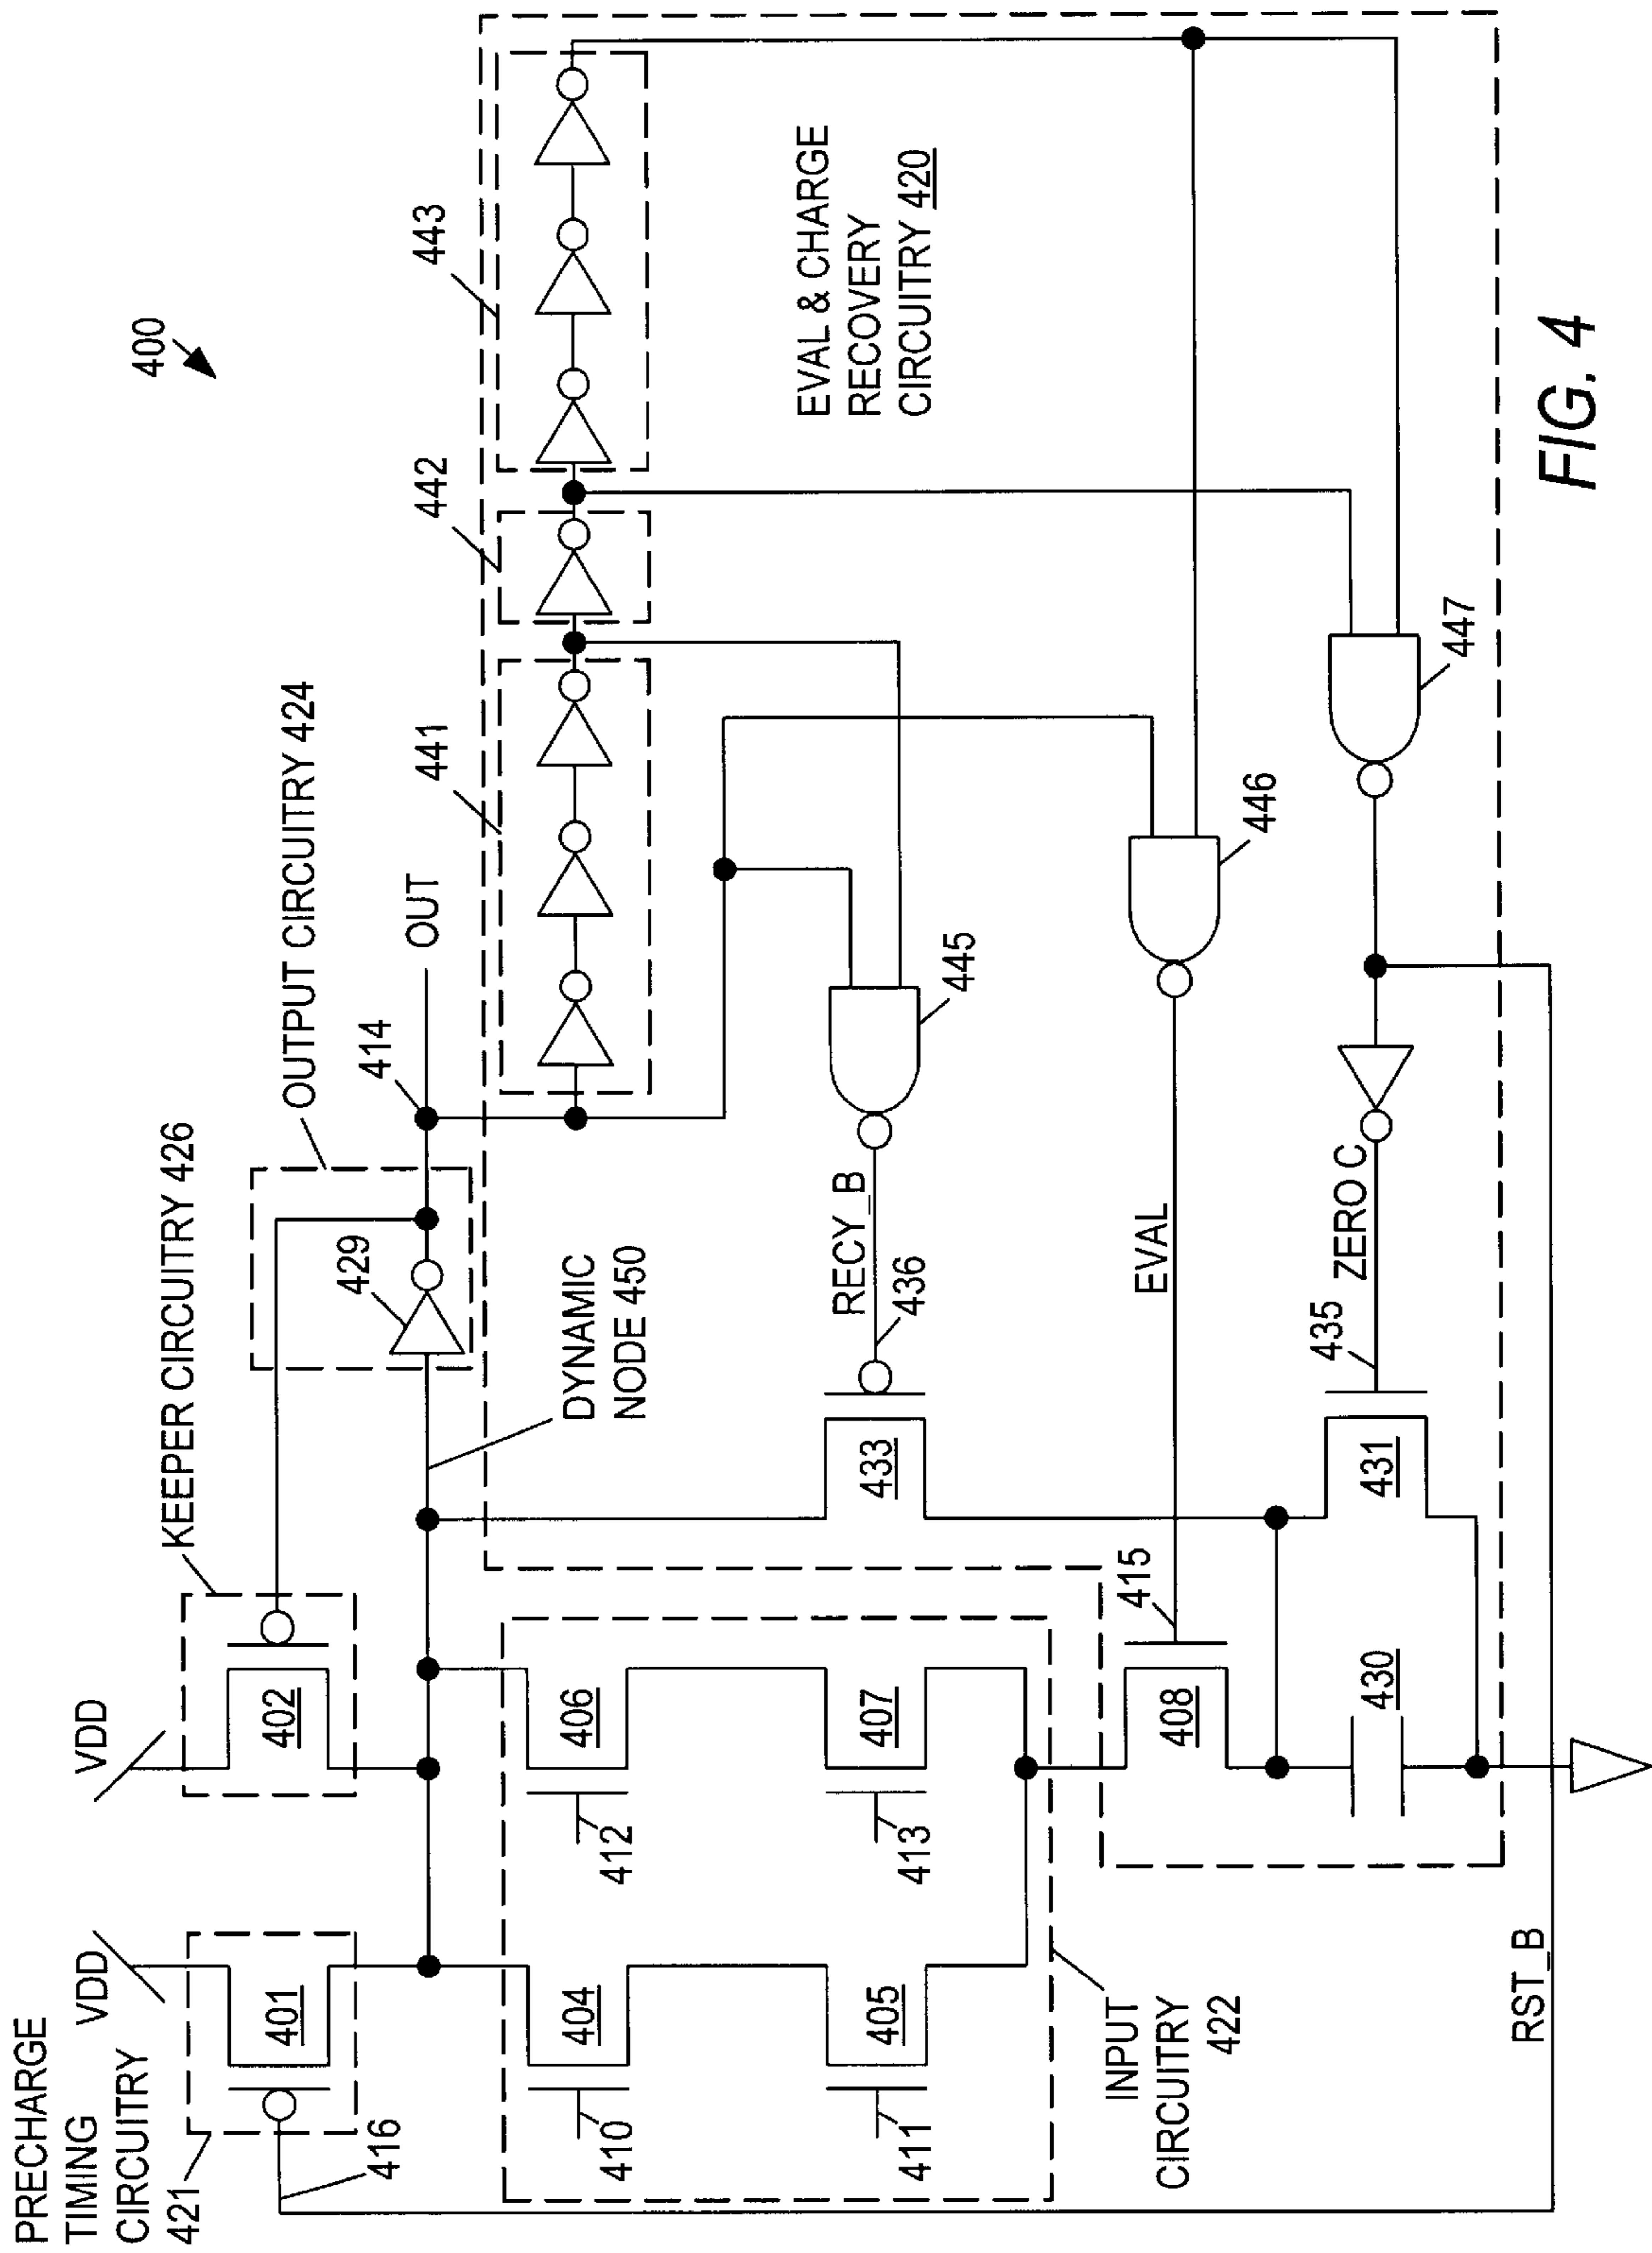 400
PRECHARGE
TIMING
CIRCUITRY
421
VDD
401
416
VDD
402
KEEPER CIRCUITRY 426
OUTPUT CIRCUITRY 424
429
414
OUT
441
442
443
DYNAMIC
NODE 450
EVAL & CHARGE
RECOVERY
CIRCUITRY 420
410
404
411
405
412
406
413
407
INPUT
CIRCUITRY
422
433
RECY_B
436
445
EVAL
415
408
446
430
431
435
ZERO C
447
RST_B
FIG. 4